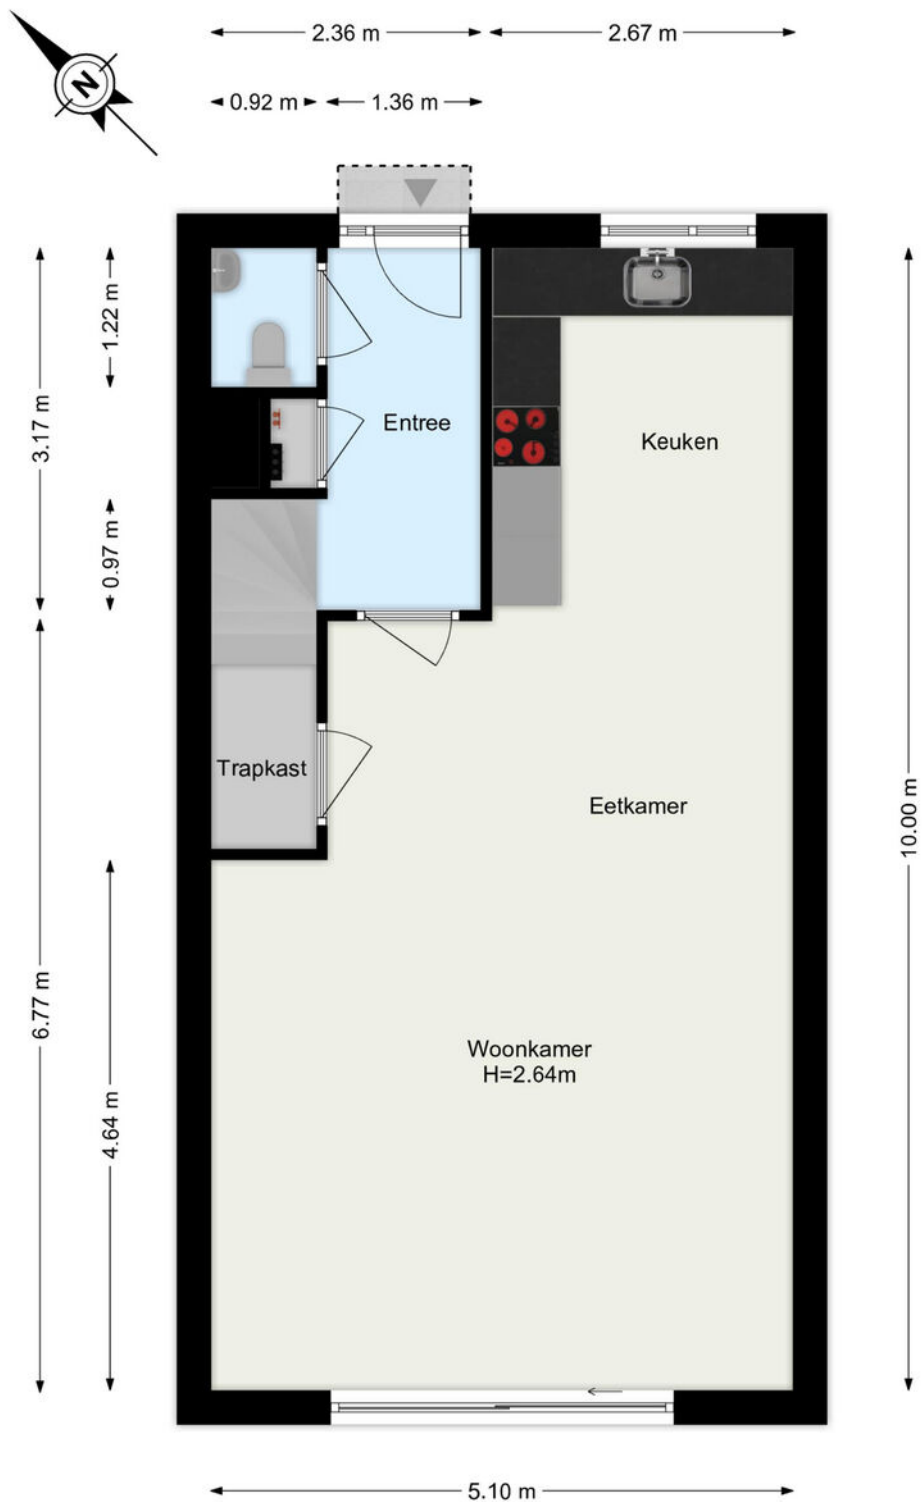 2.36 m
2.67 m
0.92 m
1.36 m
N
1.22 m
3.17 m
0.97 m
Entree
Keuken
Trapkast
Eetkamer
10.00 m
6.77 m
4.64 m
Woonkamer
H=2.64m
5.10 m